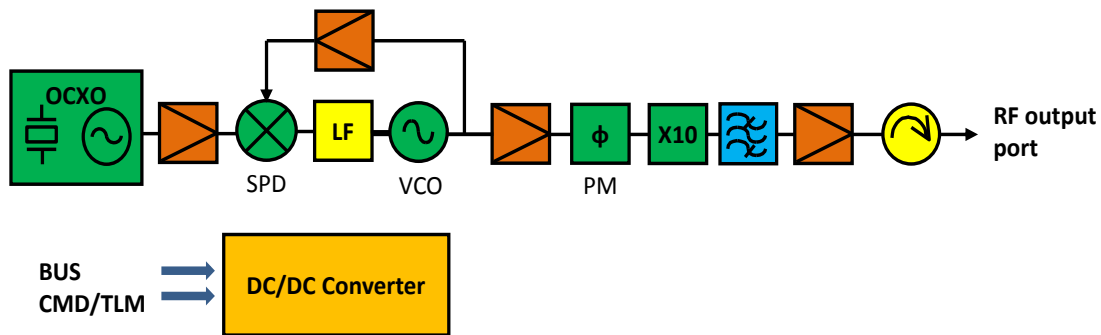 OCXO
LF
ϕ
X10
RF output
port
SPD
VCO
PM
BUS
CMD/TLM
DC/DC Converter